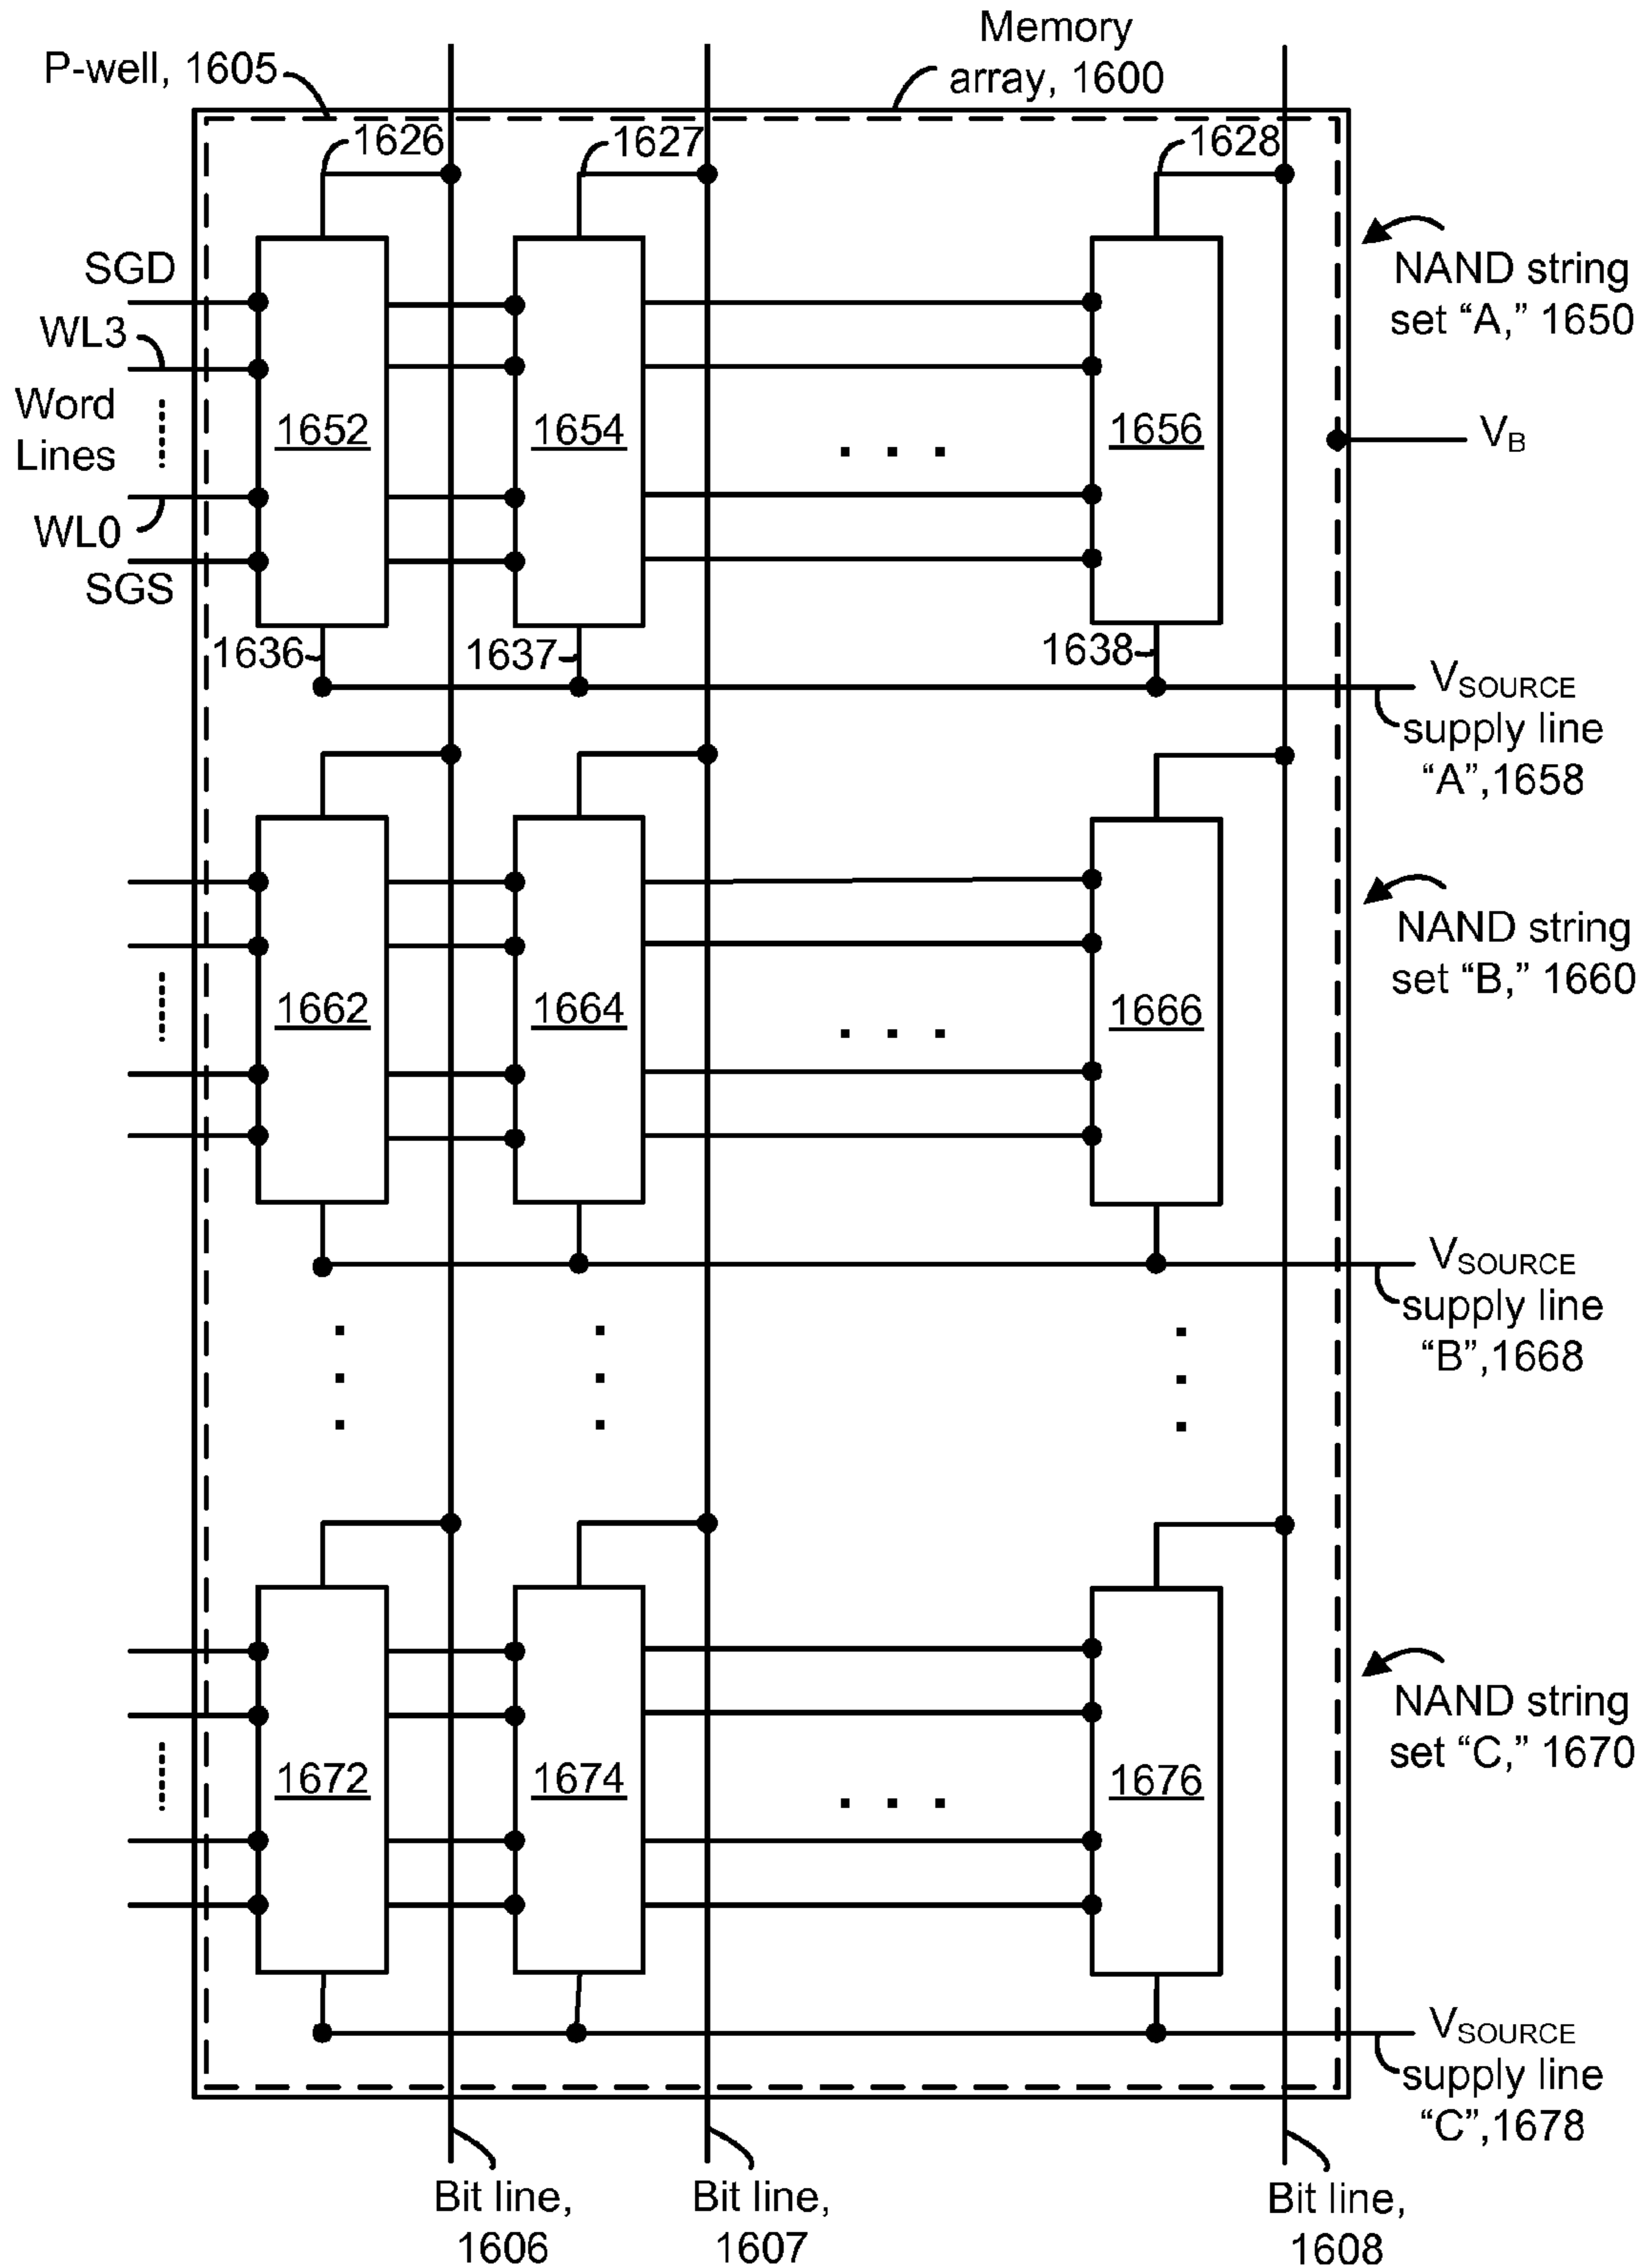 Memory
array, 1600
P-well, 1605
1626
1627
1628
SGD
WL3
Word
Lines
WL0
SGS
1652
1654
. . .
1656
NAND string
set “A,” 1650
VB
1636
1637
1638
VSOURCE
supply line
“A”,1658
1662
1664
. . .
1666
NAND string
set “B,” 1660
VSOURCE
supply line
“B”,1668
1672
1674
. . .
1676
NAND string
set “C,” 1670
VSOURCE
supply line
“C”,1678
Bit line,
1606
Bit line,
1607
Bit line,
1608